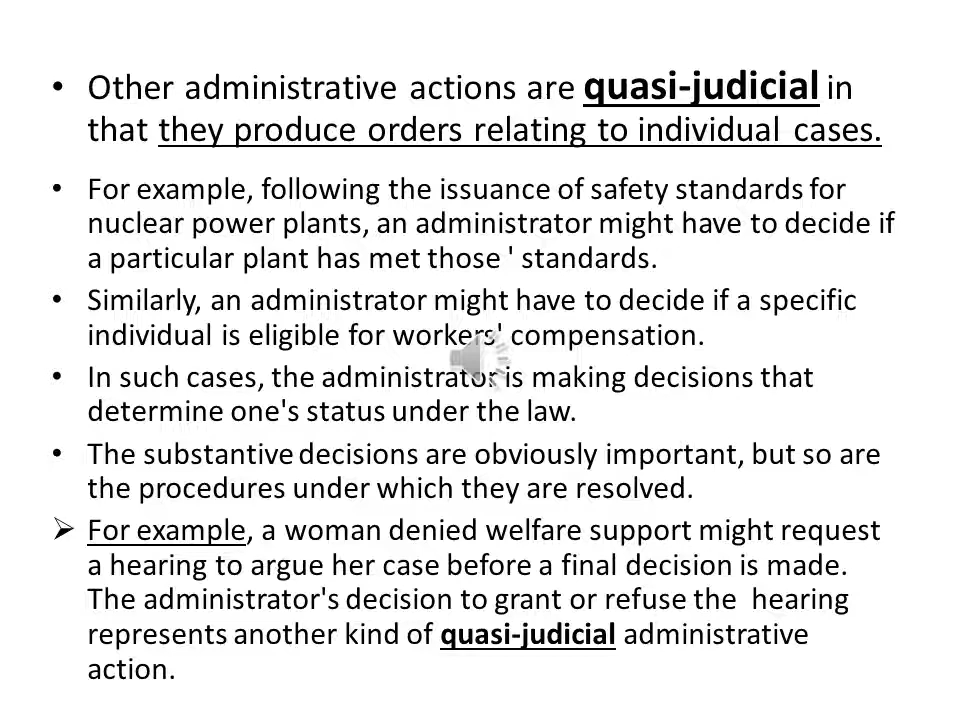 • Other administrative actions are quasi-judicial in
that they produce orders relating to individual cases.
• For example, following the issuance of safety standards for
nuclear power plants, an administrator might have to decide if
a particular plant has met those ' standards.
• Similarly, an administrator might have to decide if a specific
individual is eligible for workers' compensation.
• In such cases, the administrator is making decisions that
determine one's status under the law.
• The substantive decisions are obviously important, but so are
the procedures under which they are resolved.
➢ For example, a woman denied welfare support might request
a hearing to argue her case before a final decision is made.
The administrator's decision to grant or refuse the hearing
represents another kind of quasi-judicial administrative
action.